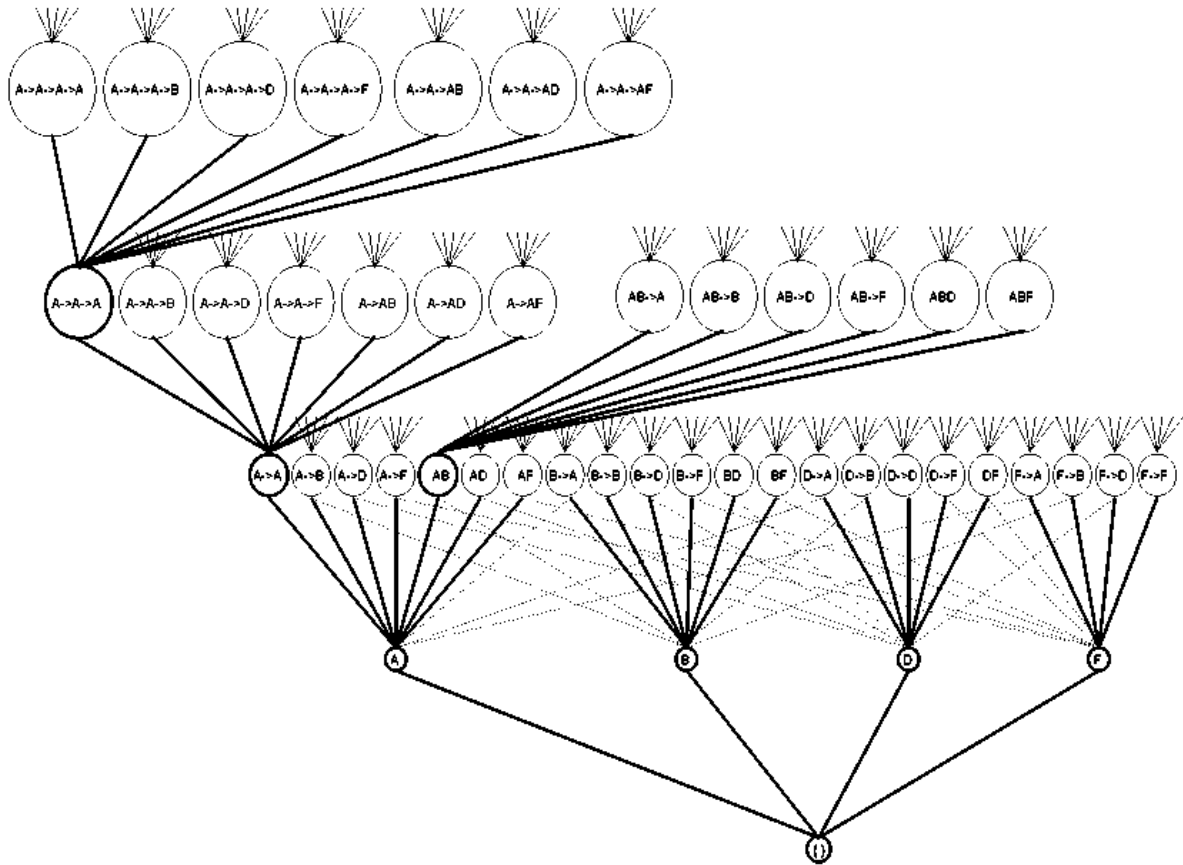 A->A->A->A A->A->A->B A->A->A->D A->A->A->F A->A->AB A->A->AD A->A->AF
A->A->A A->A->B A->A->D A->A->F A->AB A->AD A->AF AB->A AB->B AB->D AB->F ABD ABF
A->A A->B A->D A->F AB AD AF B->A B->B B->D B->F BD BF D->A D->B D->D D->F DF F->A F->B F->D F->F
A B D F
{}